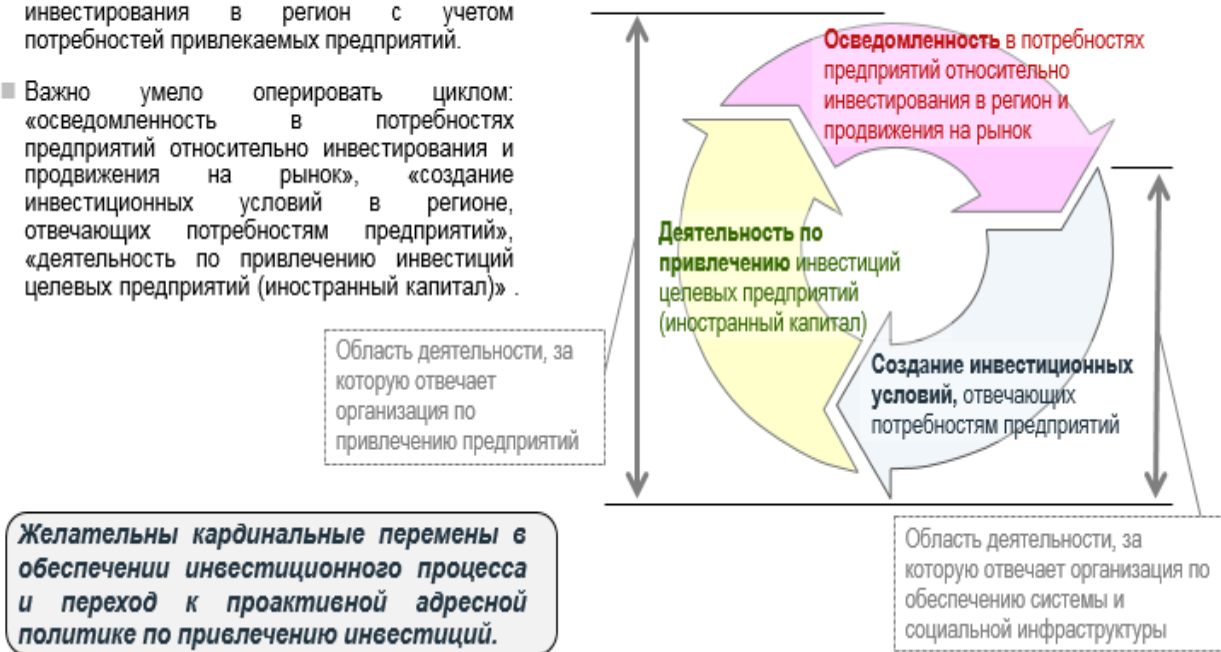 инвестирования в регион с учетом
потребностей привлекаемых предприятий.
Важно умело оперировать циклом:
«осведомленность в потребностях
предприятий относительно инвестирования и
продвижения на рынок», «создание
инвестиционных условий в регионе,
отвечающих потребностям предприятий»,
«деятельность по привлечению инвестиций
целевых предприятий (иностранный капитал)» .
Осведомленность в потребностях
предприятий относительно
инвестирования в регион и
продвижения на рынок
Деятельность по
привлечению инвестиций
целевых предприятий
(иностранный капитал)
Создание инвестиционных
условий, отвечающих
потребностям предприятий
Область деятельности, за
которую отвечает
организация по
привлечению предприятий
Желательны кардинальные перемены в
обеспечении инвестиционного процесса
и переход к проактивной адресной
политике по привлечению инвестиций.
Область деятельности, за
которую отвечает организация по
обеспечению системы и
социальной инфраструктуры